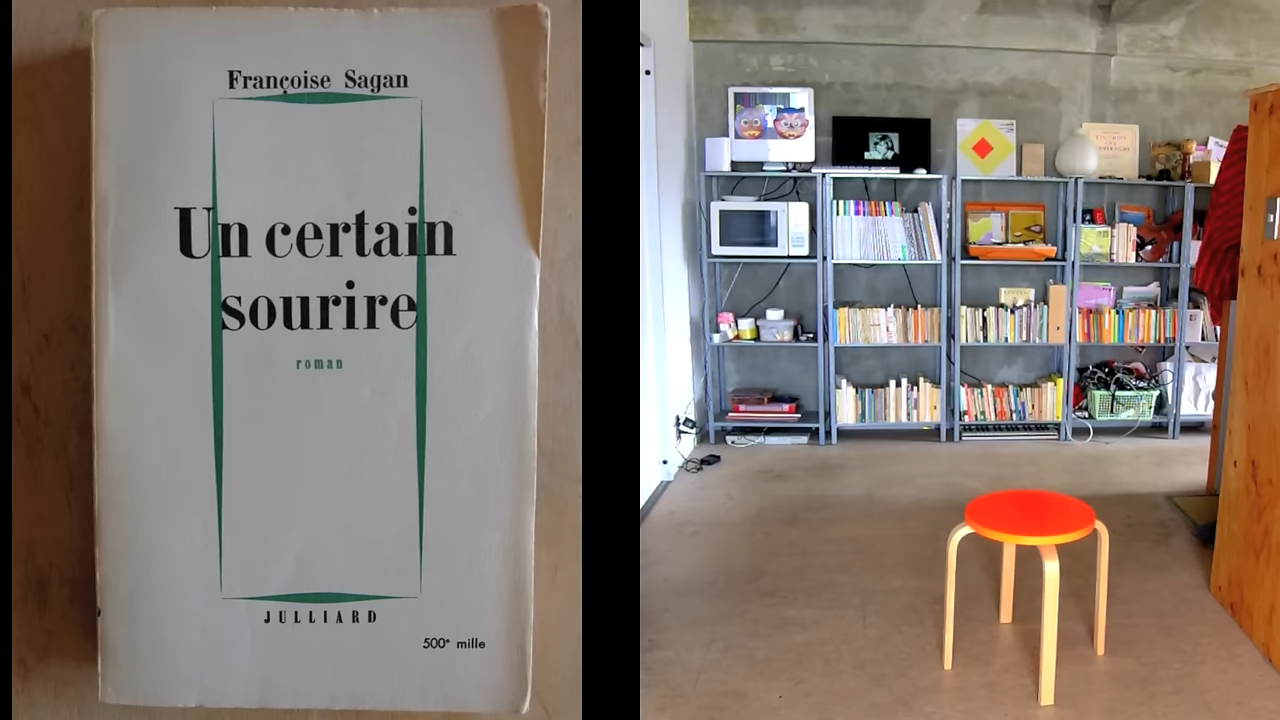 Françoise Sagan
Un certain
sourire
roman
JULLIARD
500e mille